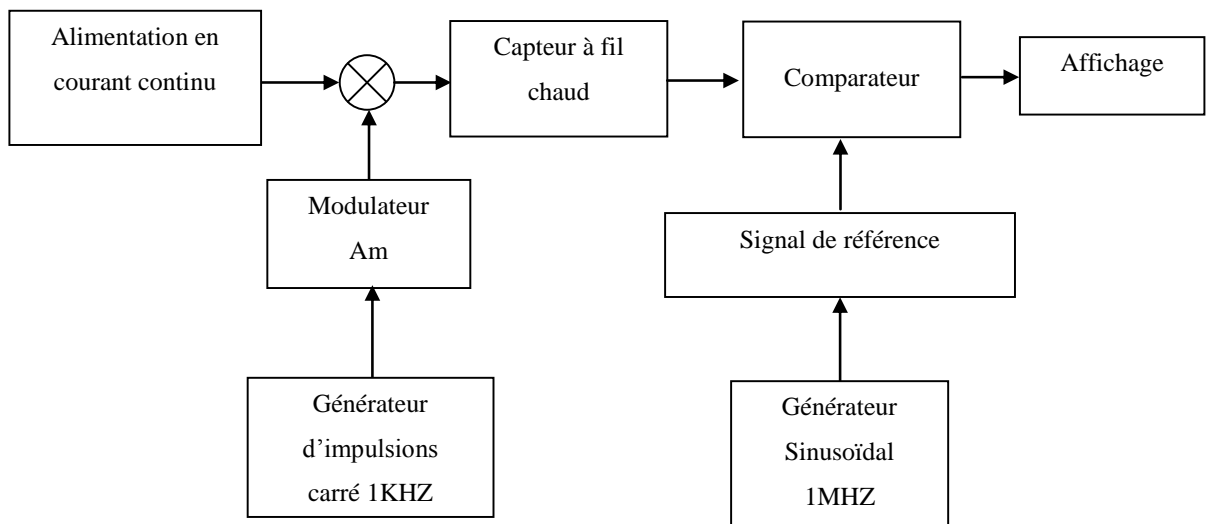 Alimentation en
courant continu
Capteur à fil
chaud
Comparateur
Affichage
Modulateur
Am
Signal de référence
Générateur
d'impulsions
carré 1KHZ
Générateur
Sinusoïdal
1MHZ